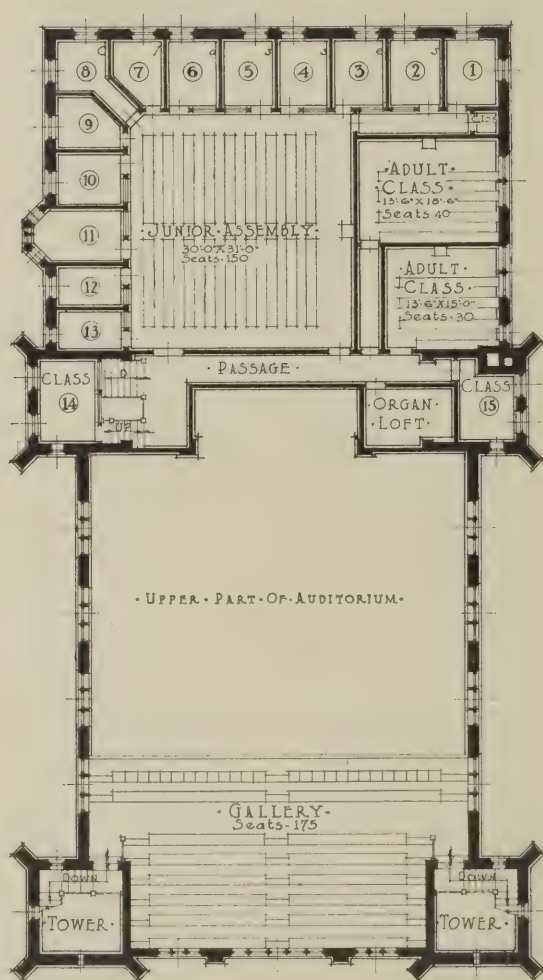 C l a s s e s
8 7 6 5 4 3 2 1
9
CLOS.
10
·ADULT·
·CLASS·
13'-6"X18'-6"
Seats·40
11
·JUNIOR·ASSEMBLY·
30'-0"X31'-0"
Seats·150
·ADULT·
·CLASS·
13'-6"X15'-0"
Seats·30
12
13
·PASSAGE·
CLASS
14
D
UP
·ORGAN·
·LOFT·
CLASS
15
·UPPER·PART·OF·AUDITORIUM·
·GALLERY·
Seats-175
DOWN
DOWN
·TOWER·
·TOWER·